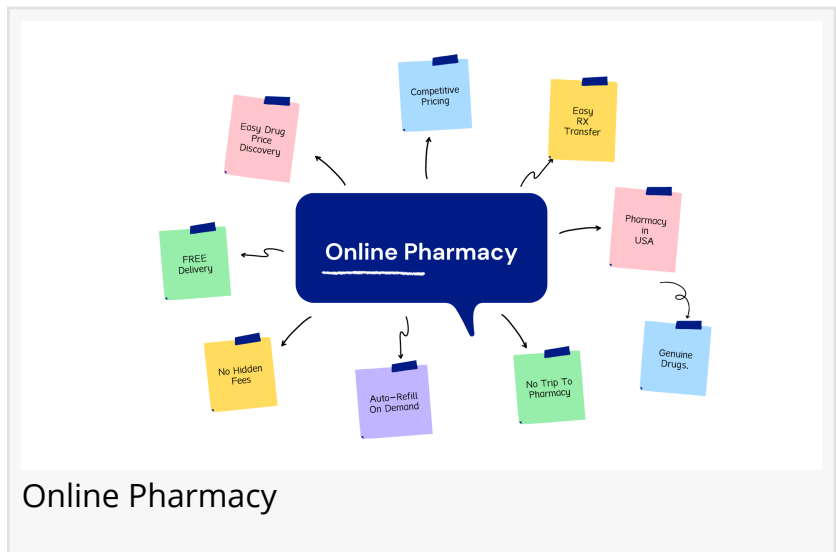 Competitive
Pricing
Easy
RX
Transfer
Easy Drug
Price
Discovery
Pharmacy
in
USA
Online Pharmacy
FREE
Delivery
Genuine
Drugs.
No Hidden
Fees
Auto-Refill
On Demand
No Trip To
Pharmacy
Online Pharmacy